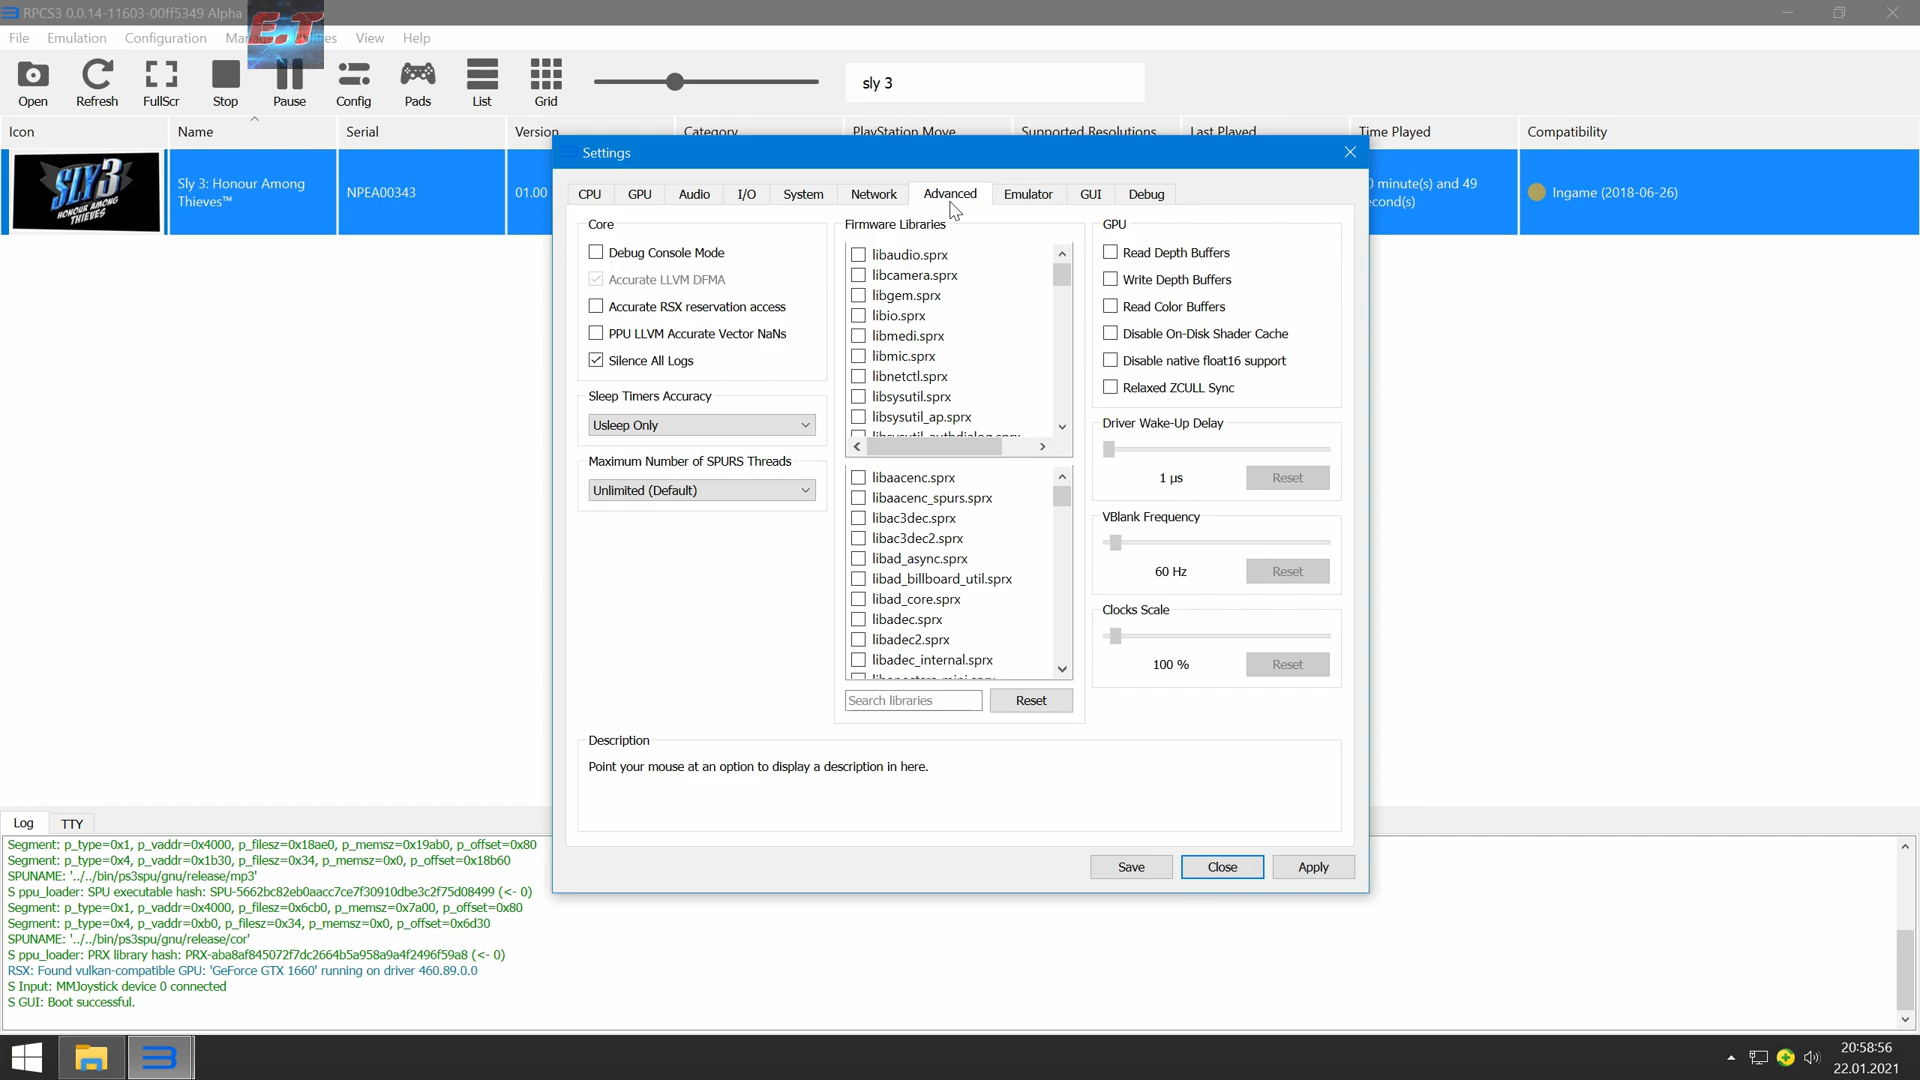 RPCS3 0.0.14-11603-00ff5349 Alpha
ET
File Emulation Configuration View Help
Open Refresh FullScr Stop Pause Config Pads List Grid
sly 3
Icon Name Serial Version Category PlayStation Move Supported Resolutions Last Played Time Played Compatibility
SLY 3
HONOUR AMONG
THIEVES
Sly 3: Honour Among
Thieves™
NPEA00343
01.00
minute(s) and 49
Ingame (2018-06-26)
Settings
CPU GPU Audio I/O System Network Advanced Emulator GUI Debug
Core
Debug Console Mode
Accurate LLVM DFMA
Accurate RSX reservation access
PPU LLVM Accurate Vector NaNs
Silence All Logs
Sleep Timers Accuracy
Usleep Only
Maximum Number of SPURS Threads
Unlimited (Default)
Firmware Libraries
libaudio.sprx
libcamera.sprx
libgem.sprx
libio.sprx
libmedi.sprx
libmic.sprx
libnetctl.sprx
libsysutil.sprx
libsysutil_ap.sprx
libaacenc.sprx
libaacenc_spurs.sprx
libac3dec.sprx
libac3dec2.sprx
libad_async.sprx
libad_billboard_util.sprx
libad_core.sprx
libadec.sprx
libadec2.sprx
libadec_internal.sprx
Search libraries
Reset
GPU
Read Depth Buffers
Write Depth Buffers
Read Color Buffers
Disable On-Disk Shader Cache
Disable native float16 support
Relaxed ZCULL Sync
Driver Wake-Up Delay
1 µs Reset
VBlank Frequency
60 Hz Reset
Clocks Scale
100 % Reset
Description
Point your mouse at an option to display a description in here.
Save Close Apply
Log TTY
Segment: p_type=0x1, p_vaddr=0x4000, p_filesz=0x18ae0, p_memsz=0x19ab0, p_offset=0x80
Segment: p_type=0x4, p_vaddr=0x1b30, p_filesz=0x34, p_memsz=0x0, p_offset=0x18b60
SPUNAME: '../../bin/ps3spu/gnu/release/mp3'
S ppu_loader: SPU executable hash: SPU-5662bc82eb0aacc7ce7f30910dbe3c2f75d08499 (<- 0)
Segment: p_type=0x1, p_vaddr=0x4000, p_filesz=0x6cb0, p_memsz=0x7a00, p_offset=0x80
Segment: p_type=0x4, p_vaddr=0xb0, p_filesz=0x34, p_memsz=0x0, p_offset=0x6d30
SPUNAME: '../../bin/ps3spu/gnu/release/cor'
S ppu_loader: PRX library hash: PRX-aba8af845072f7dc2664b5a958a9a4f2496f59a8 (<- 0)
RSX: Found vulkan-compatible GPU: 'GeForce GTX 1660' running on driver 460.89.0.0
S Input: MMJoystick device 0 connected
S GUI: Boot successful.
20:58:56
22.01.2021